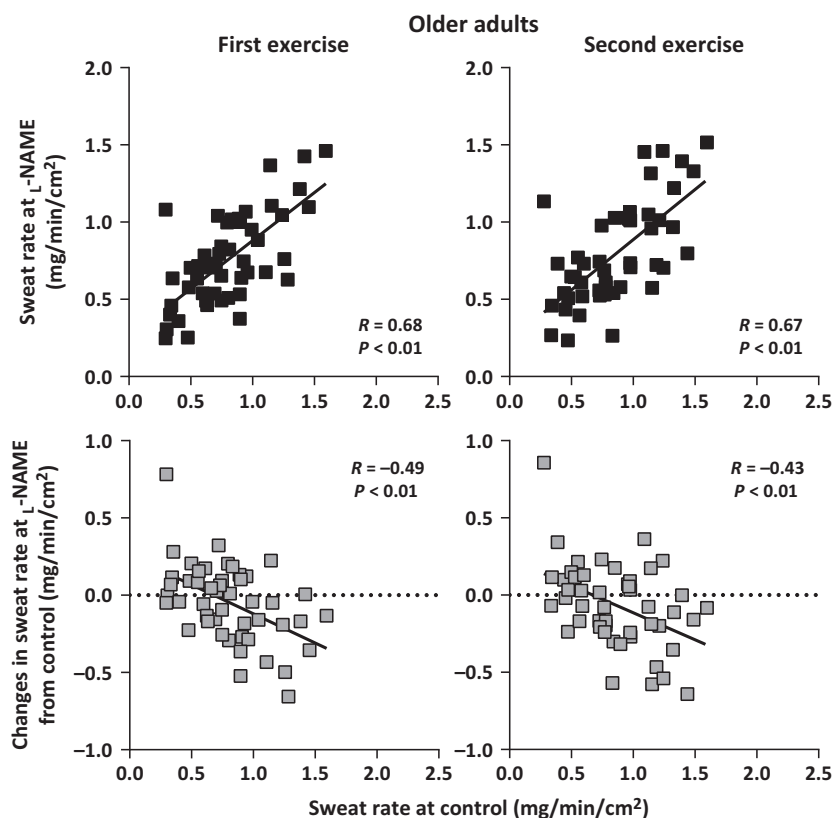 Older adults
First exercise
Second exercise
Sweat rate at L-NAME
(mg/min/cm2)
2.0
1.5
1.0
0.5
0.0
R = 0.68
P < 0.01
0.0 0.5 1.0 1.5 2.0 2.5
2.0
1.5
1.0
0.5
0.0
R = 0.67
P < 0.01
0.0 0.5 1.0 1.5 2.0 2.5
Changes in sweat rate at L-NAME
from control (mg/min/cm2)
1.0
0.5
0.0
−0.5
−1.0
R = −0.49
P < 0.01
0.0 0.5 1.0 1.5 2.0 2.5
1.0
0.5
0.0
−0.5
−1.0
R = −0.43
P < 0.01
0.0 0.5 1.0 1.5 2.0 2.5
Sweat rate at control (mg/min/cm2)